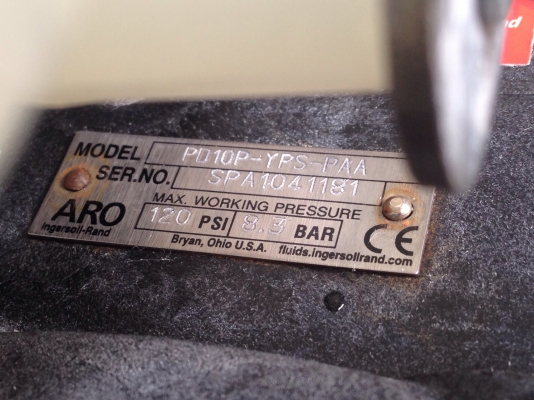 MODEL PD10P-YPS-PAA
SER.NO. SPA1041181
MAX. WORKING PRESSURE
ARO 120 PSI 8.3 BAR CE
Ingersoll-Rand
Bryan, Ohio U.S.A. fluids.ingersollrand.com